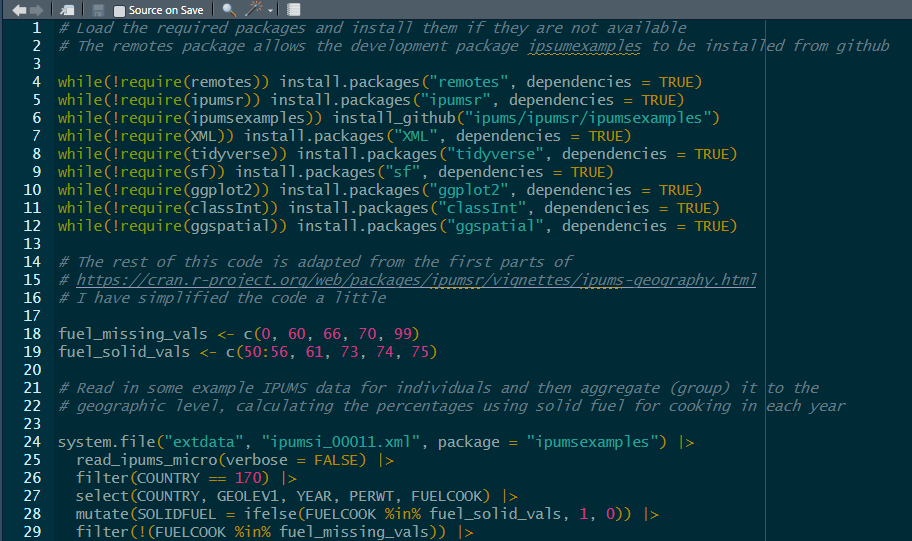 Source on Save
1 # Load the required packages and install them if they are not available
2 # The remotes package allows the development package ipsumexamples to be installed from github
3
4 while(!require(remotes)) install.packages("remotes", dependencies = TRUE)
5 while(!require(ipumsr)) install.packages("ipumsr", dependencies = TRUE)
6 while(!require(ipumsexamples)) install_github("ipums/ipumsr/ipumsexamples")
7 while(!require(XML)) install.packages("XML", dependencies = TRUE)
8 while(!require(tidyverse)) install.packages("tidyverse", dependencies = TRUE)
9 while(!require(sf)) install.packages("sf", dependencies = TRUE)
10 while(!require(ggplot2)) install.packages("ggplot2", dependencies = TRUE)
11 while(!require(classInt)) install.packages("classInt", dependencies = TRUE)
12 while(!require(ggspatial)) install.packages("ggspatial", dependencies = TRUE)
13
14 # The rest of this code is adapted from the first parts of
15 # https://cran.r-project.org/web/packages/ipumsr/vignettes/ipums-geography.html
16 # I have simplified the code a little
17
18 fuel_missing_vals <- c(0, 60, 66, 70, 99)
19 fuel_solid_vals <- c(50:56, 61, 73, 74, 75)
20
21 # Read in some example IPUMS data for individuals and then aggregate (group) it to the
22 # geographic level, calculating the percentages using solid fuel for cooking in each year
23
24 system.file("extdata", "ipumsi_00011.xml", package = "ipumsexamples") |>
25 read_ipums_micro(verbose = FALSE) |>
26 filter(COUNTRY == 170) |>
27 select(COUNTRY, GEOLEV1, YEAR, PERWT, FUELCOOK) |>
28 mutate(SOLIDFUEL = ifelse(FUELCOOK %in% fuel_solid_vals, 1, 0)) |>
29 filter(!(FUELCOOK %in% fuel_missing_vals)) |>